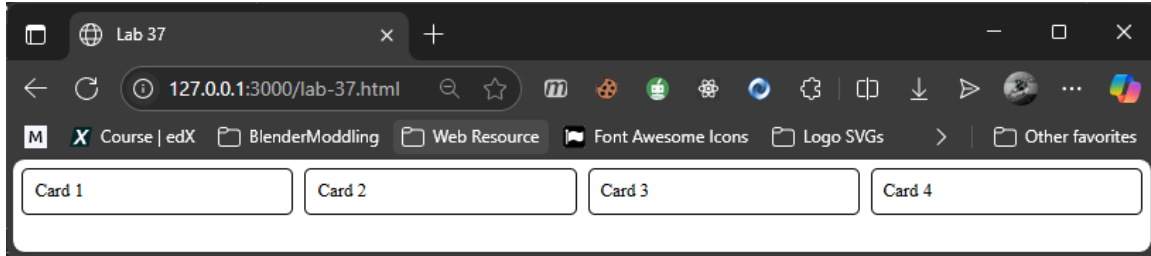 Lab 37
127.0.0.1:3000/lab-37.html
M X Course | edX BlenderModdling Web Resource Font Awesome Icons Logo SVGs Other favorites
Card 1 Card 2 Card 3 Card 4